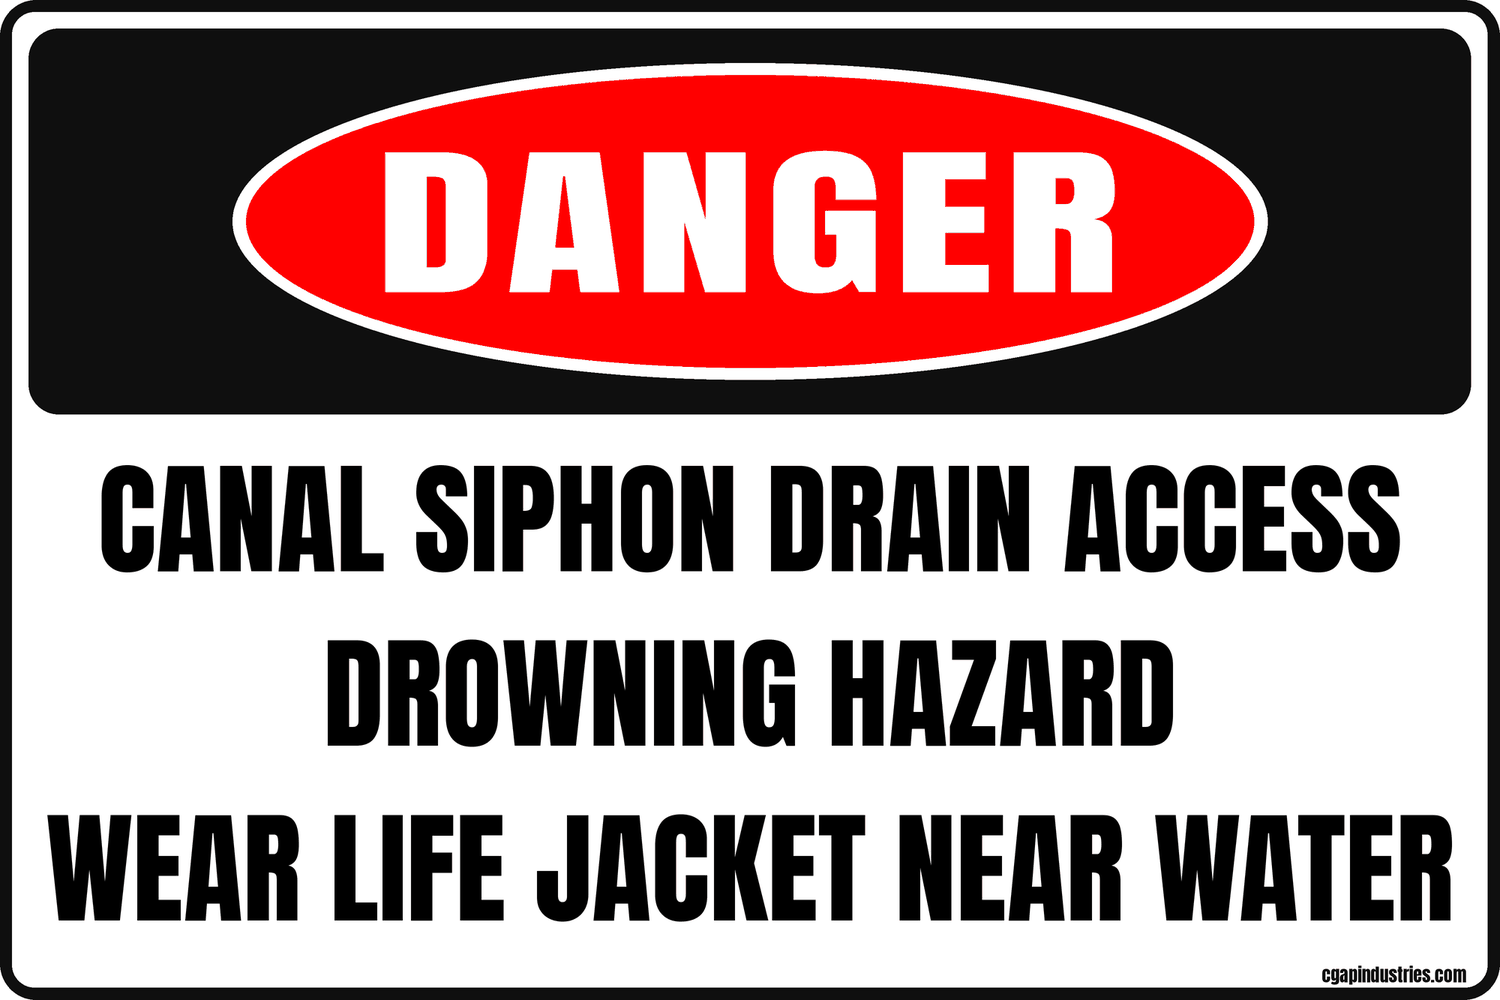 DANGER
CANAL SIPHON DRAIN ACCESS
DROWNING HAZARD
WEAR LIFE JACKET NEAR WATER
cgapindustries.com